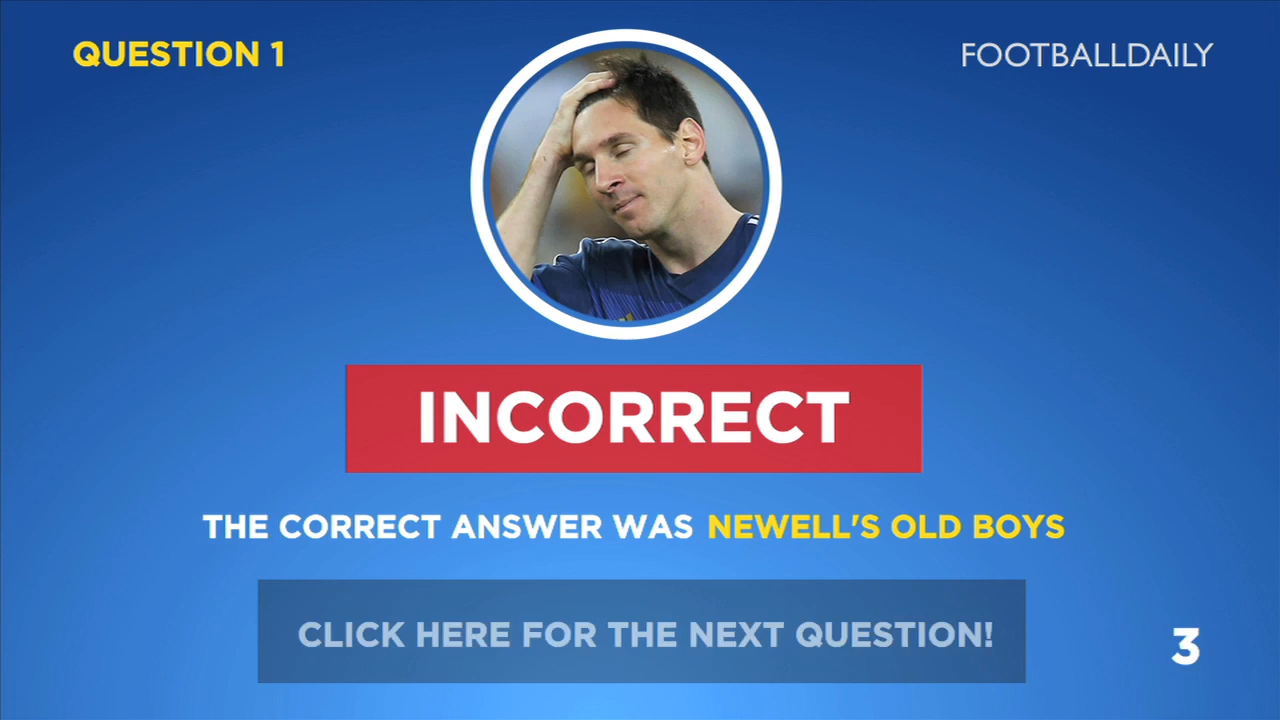 QUESTION 1
FOOTBALLDAILY
INCORRECT
THE CORRECT ANSWER WAS NEWELL'S OLD BOYS
CLICK HERE FOR THE NEXT QUESTION!
3